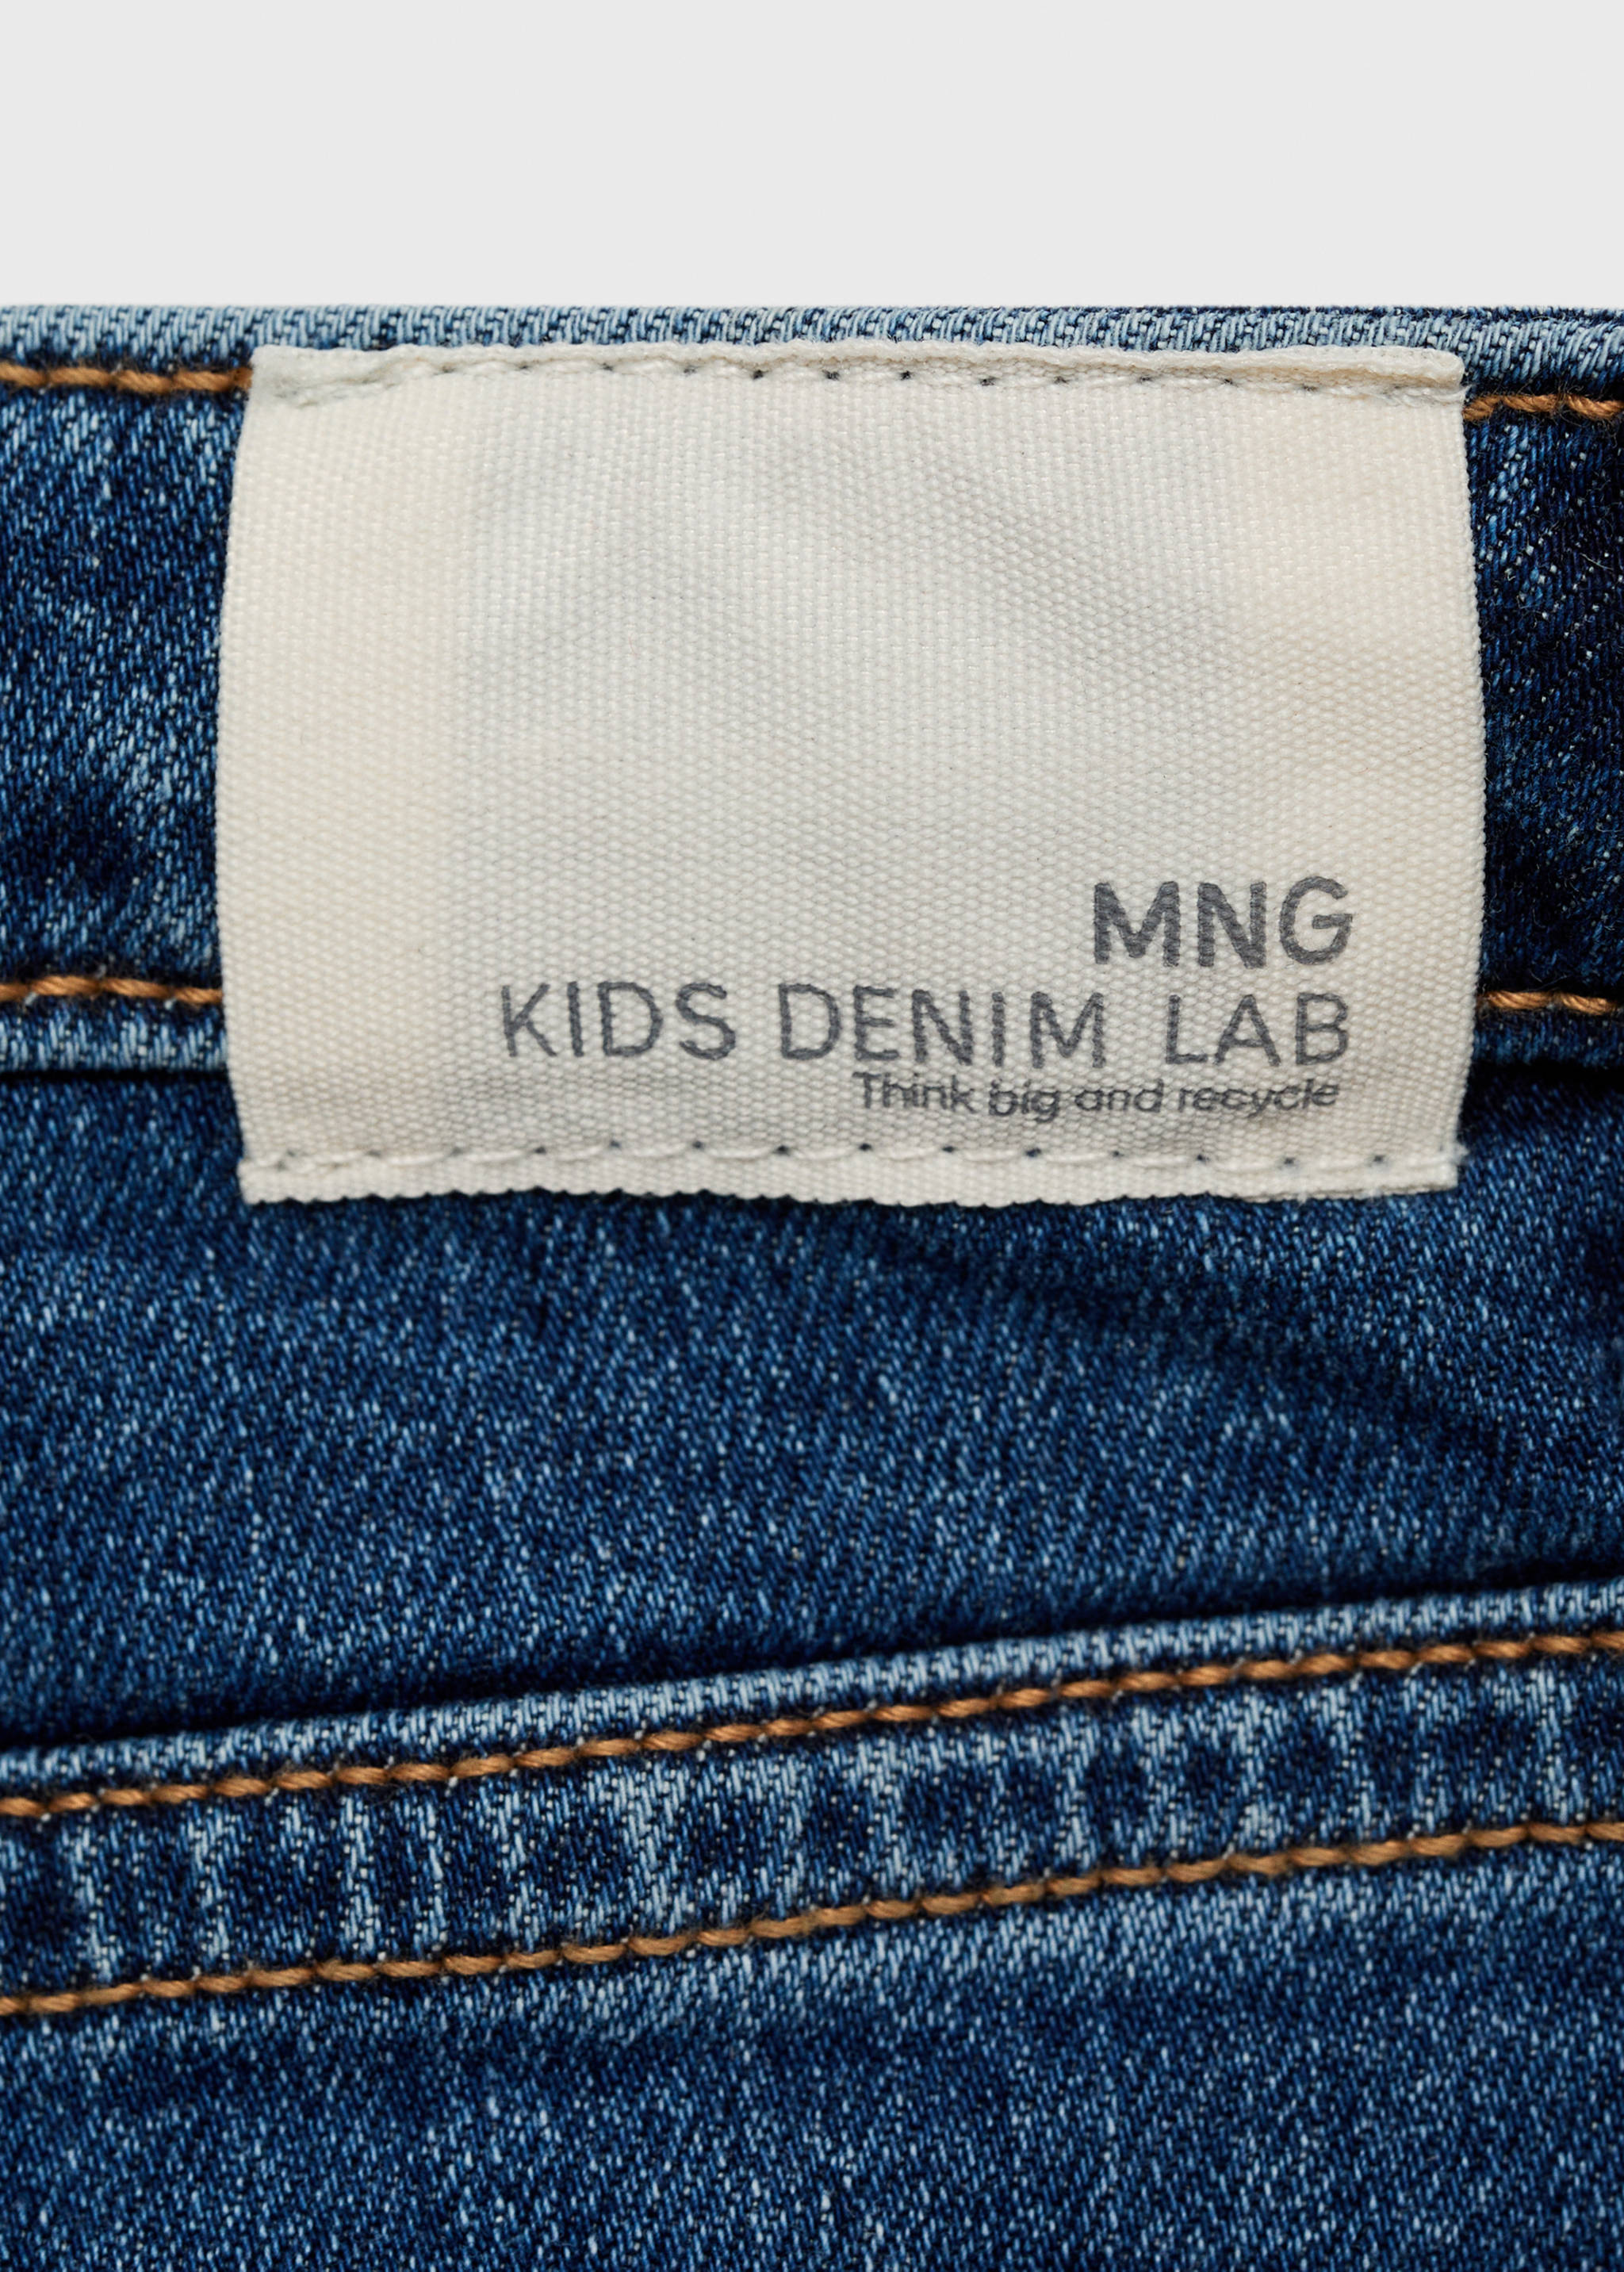 MNG
KIDS DENIM LAB
Think big and recycle